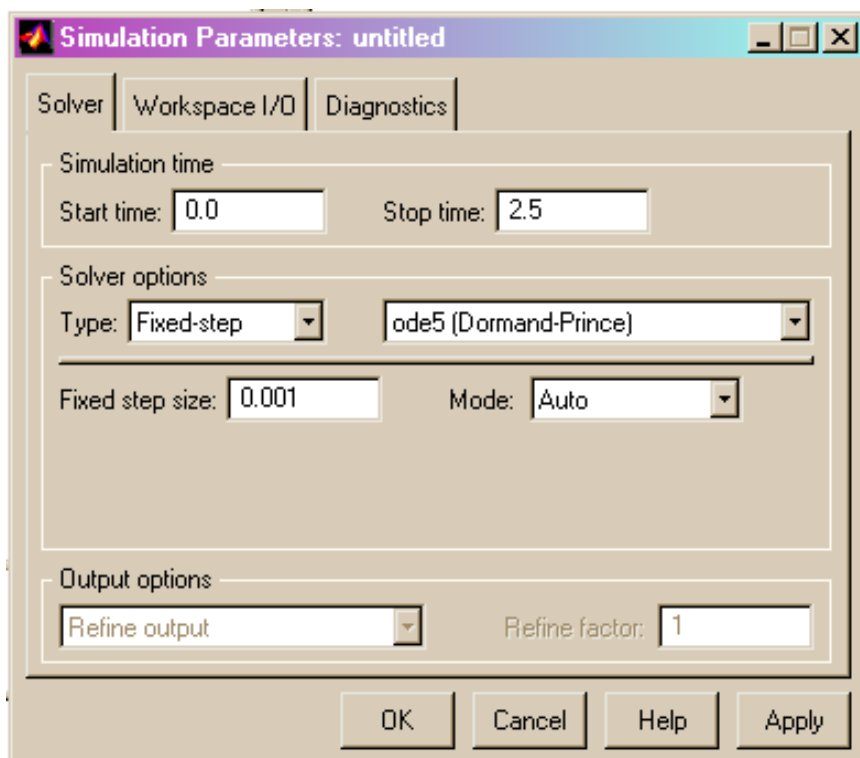 Simulation Parameters: untitled
Solver Workspace I/O Diagnostics
Simulation time
Start time: 0.0 Stop time: 2.5
Solver options
Type: Fixed-step ode5 (Dormand-Prince)
Fixed step size: 0.001 Mode: Auto
Output options
Refine output Refine factor: 1
OK Cancel Help Apply